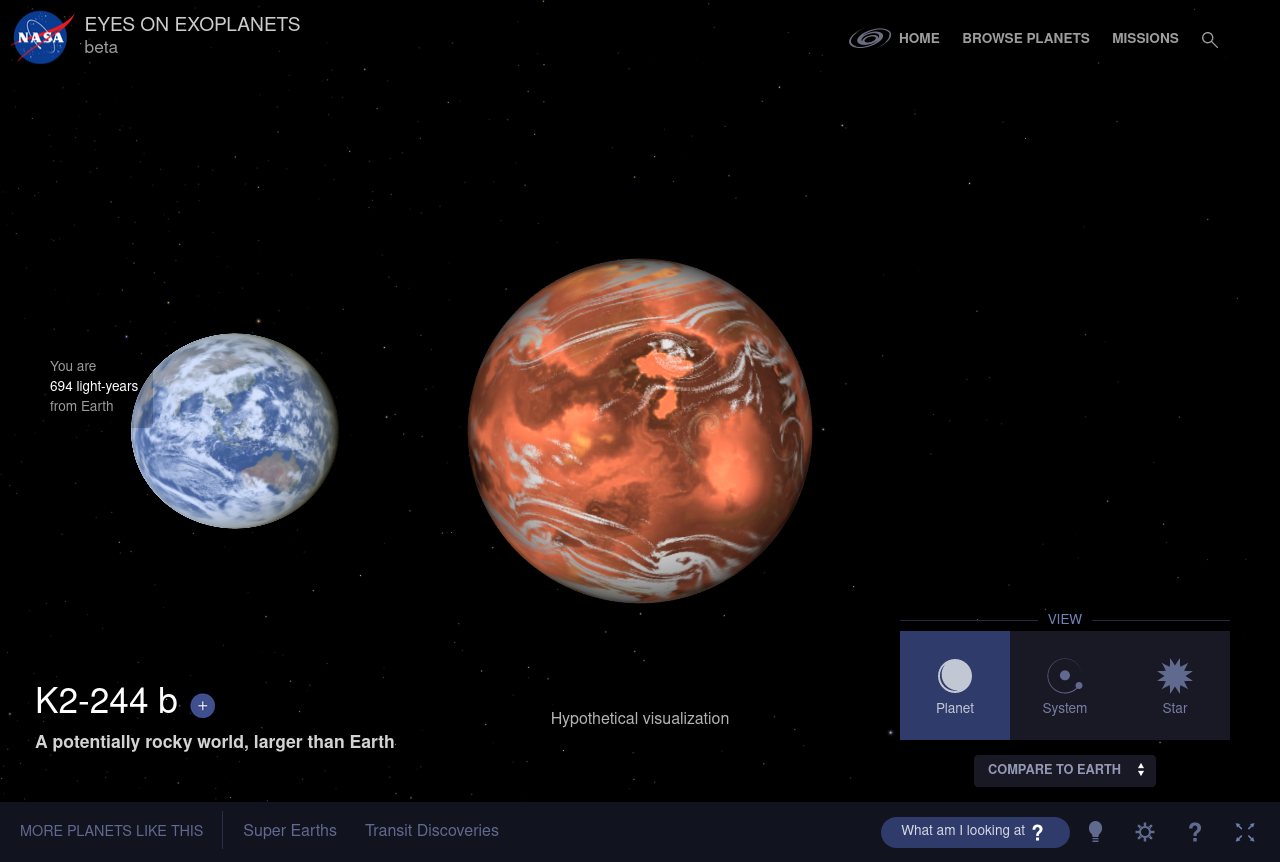 NASA
EYES ON EXOPLANETS
beta
HOME
BROWSE PLANETS
MISSIONS
You are
694 light-years
from Earth
VIEW
Planet
System
Star
K2-244 b +
A potentially rocky world, larger than Earth
Hypothetical visualization
COMPARE TO EARTH
MORE PLANETS LIKE THIS
Super Earths
Transit Discoveries
What am I looking at ?
?